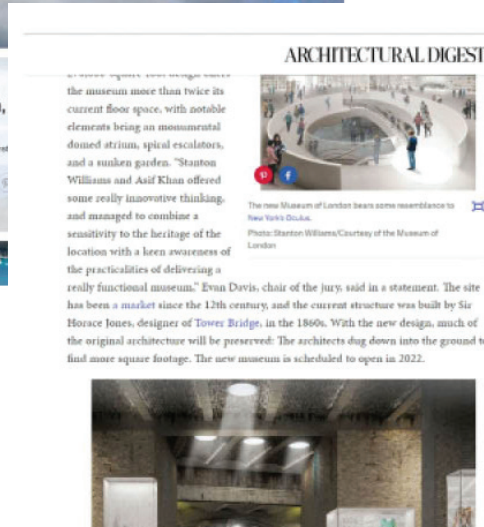 ARCHITECTURAL DIGEST
the museum more than twice its
current floor space, with notable
elements being an monumental
domed atrium, spiral escalators,
and a sunken garden. "Stanton
Williams and Asif Khan offered
some really innovative thinking,
and managed to combine a
sensitivity to the heritage of the
location with a keen awareness of
the practicalities of delivering a
The new Museum of London bears some resemblance to
New York's Oculus.
Photo: Stanton Williams/Courtesy of the Museum of
London
really functional museum," Evan Davis, chair of the jury, said in a statement. The site
has been a market since the 12th century, and the current structure was built by Sir
Horace Jones, designer of Tower Bridge, in the 1860s. With the new design, much of
the original architecture will be preserved: The architects dug down into the ground to
find more square footage. The new museum is scheduled to open in 2022.